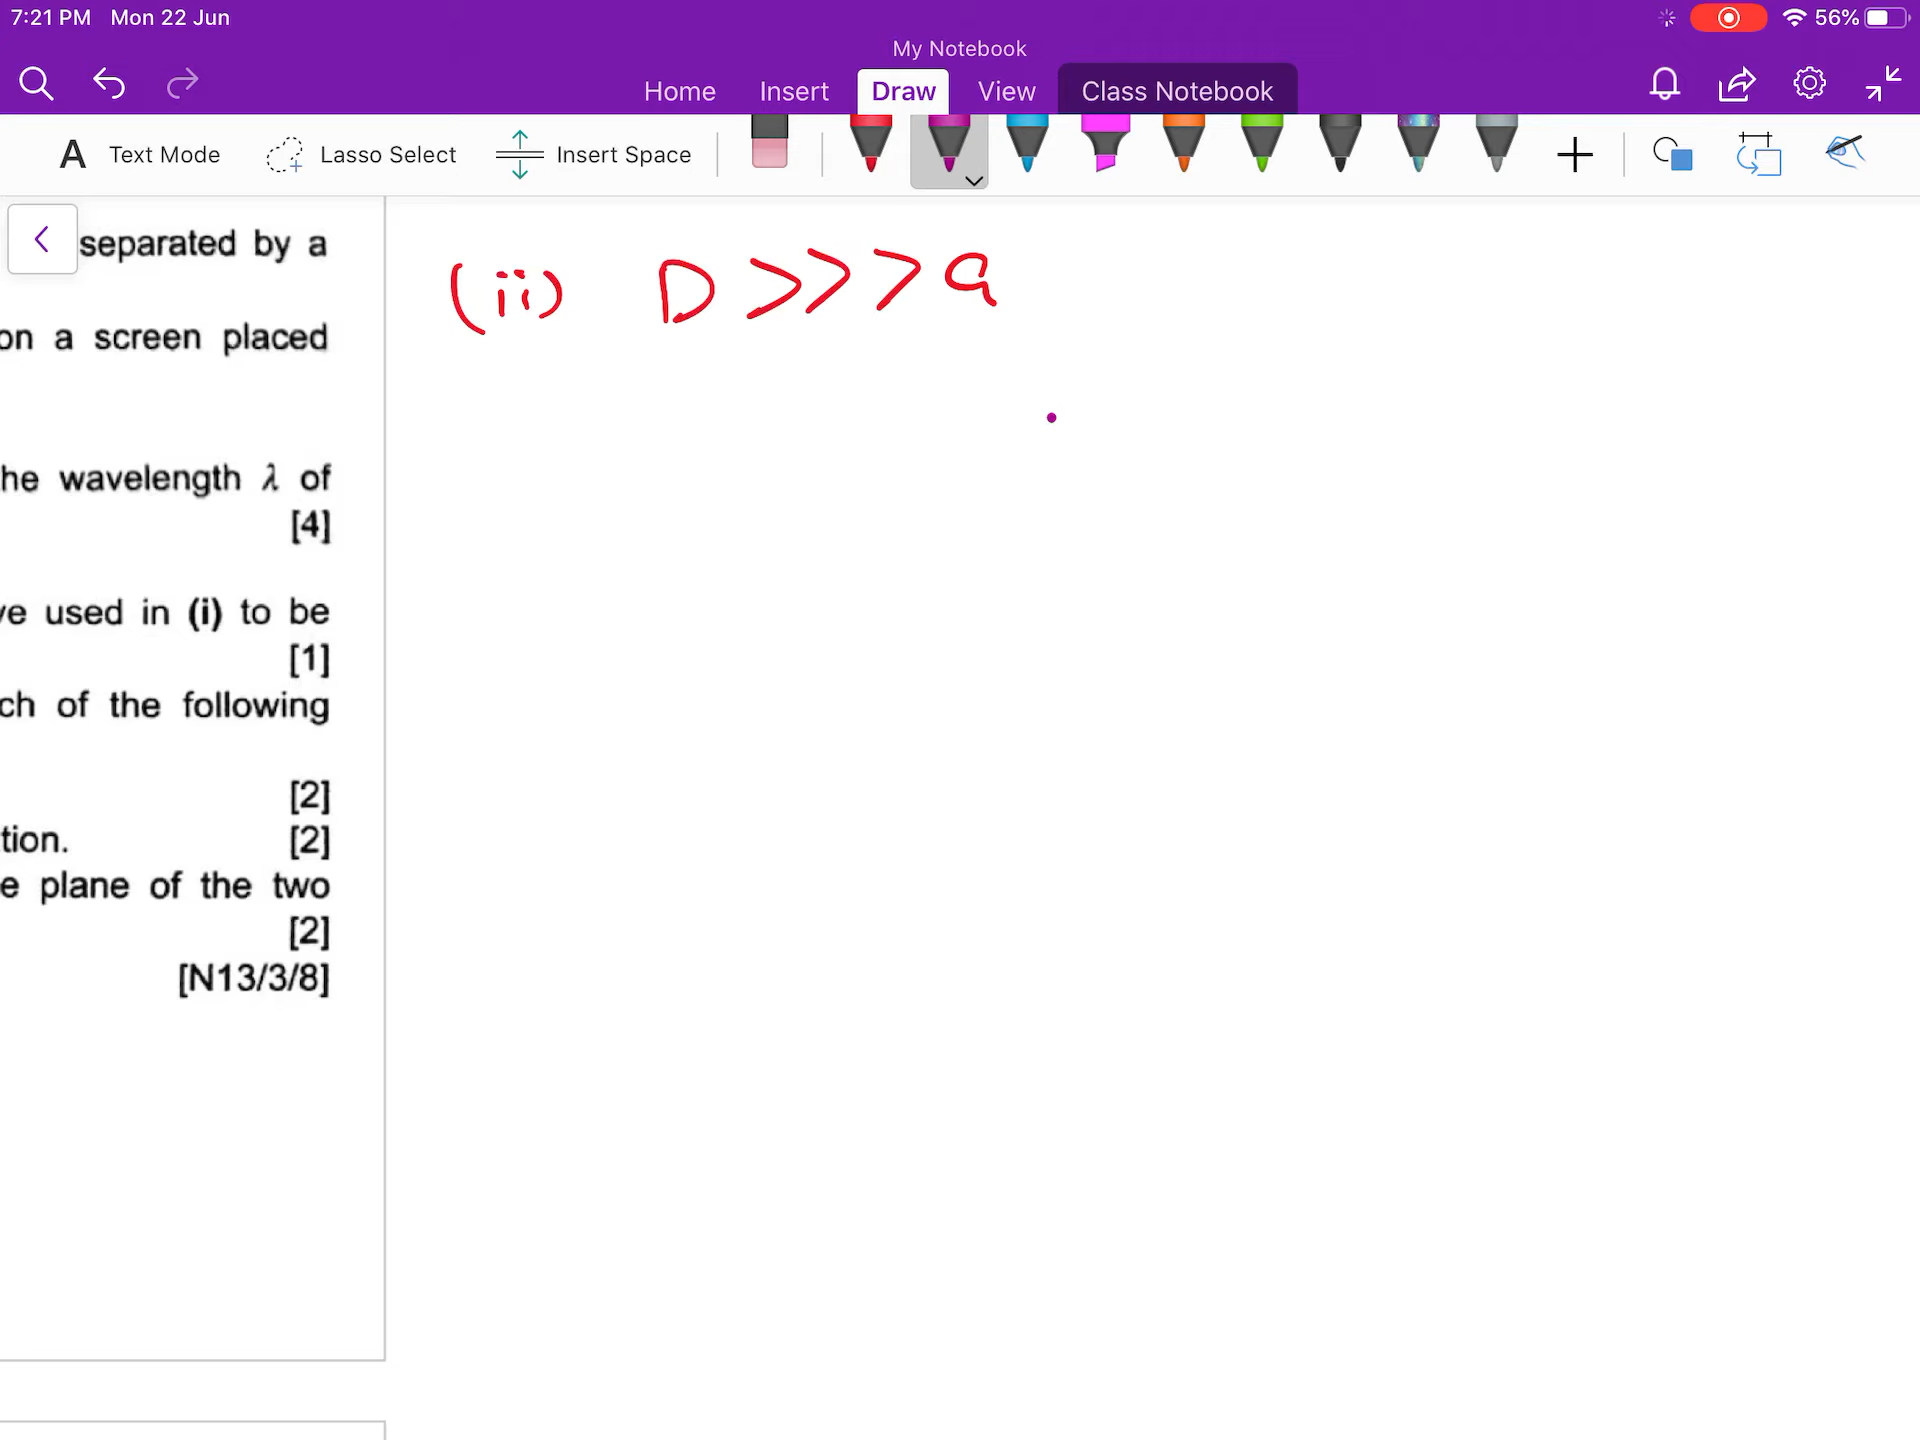 7:21 PM Mon 22 Jun
56%
My Notebook
Home Insert Draw View Class Notebook
A Text Mode Lasso Select Insert Space
separated by a
on a screen placed
he wavelength λ of
[4]
ve used in (i) to be
[1]
ch of the following
[2]
tion. [2]
e plane of the two
[2]
[N13/3/8]
(ii) D >>> a